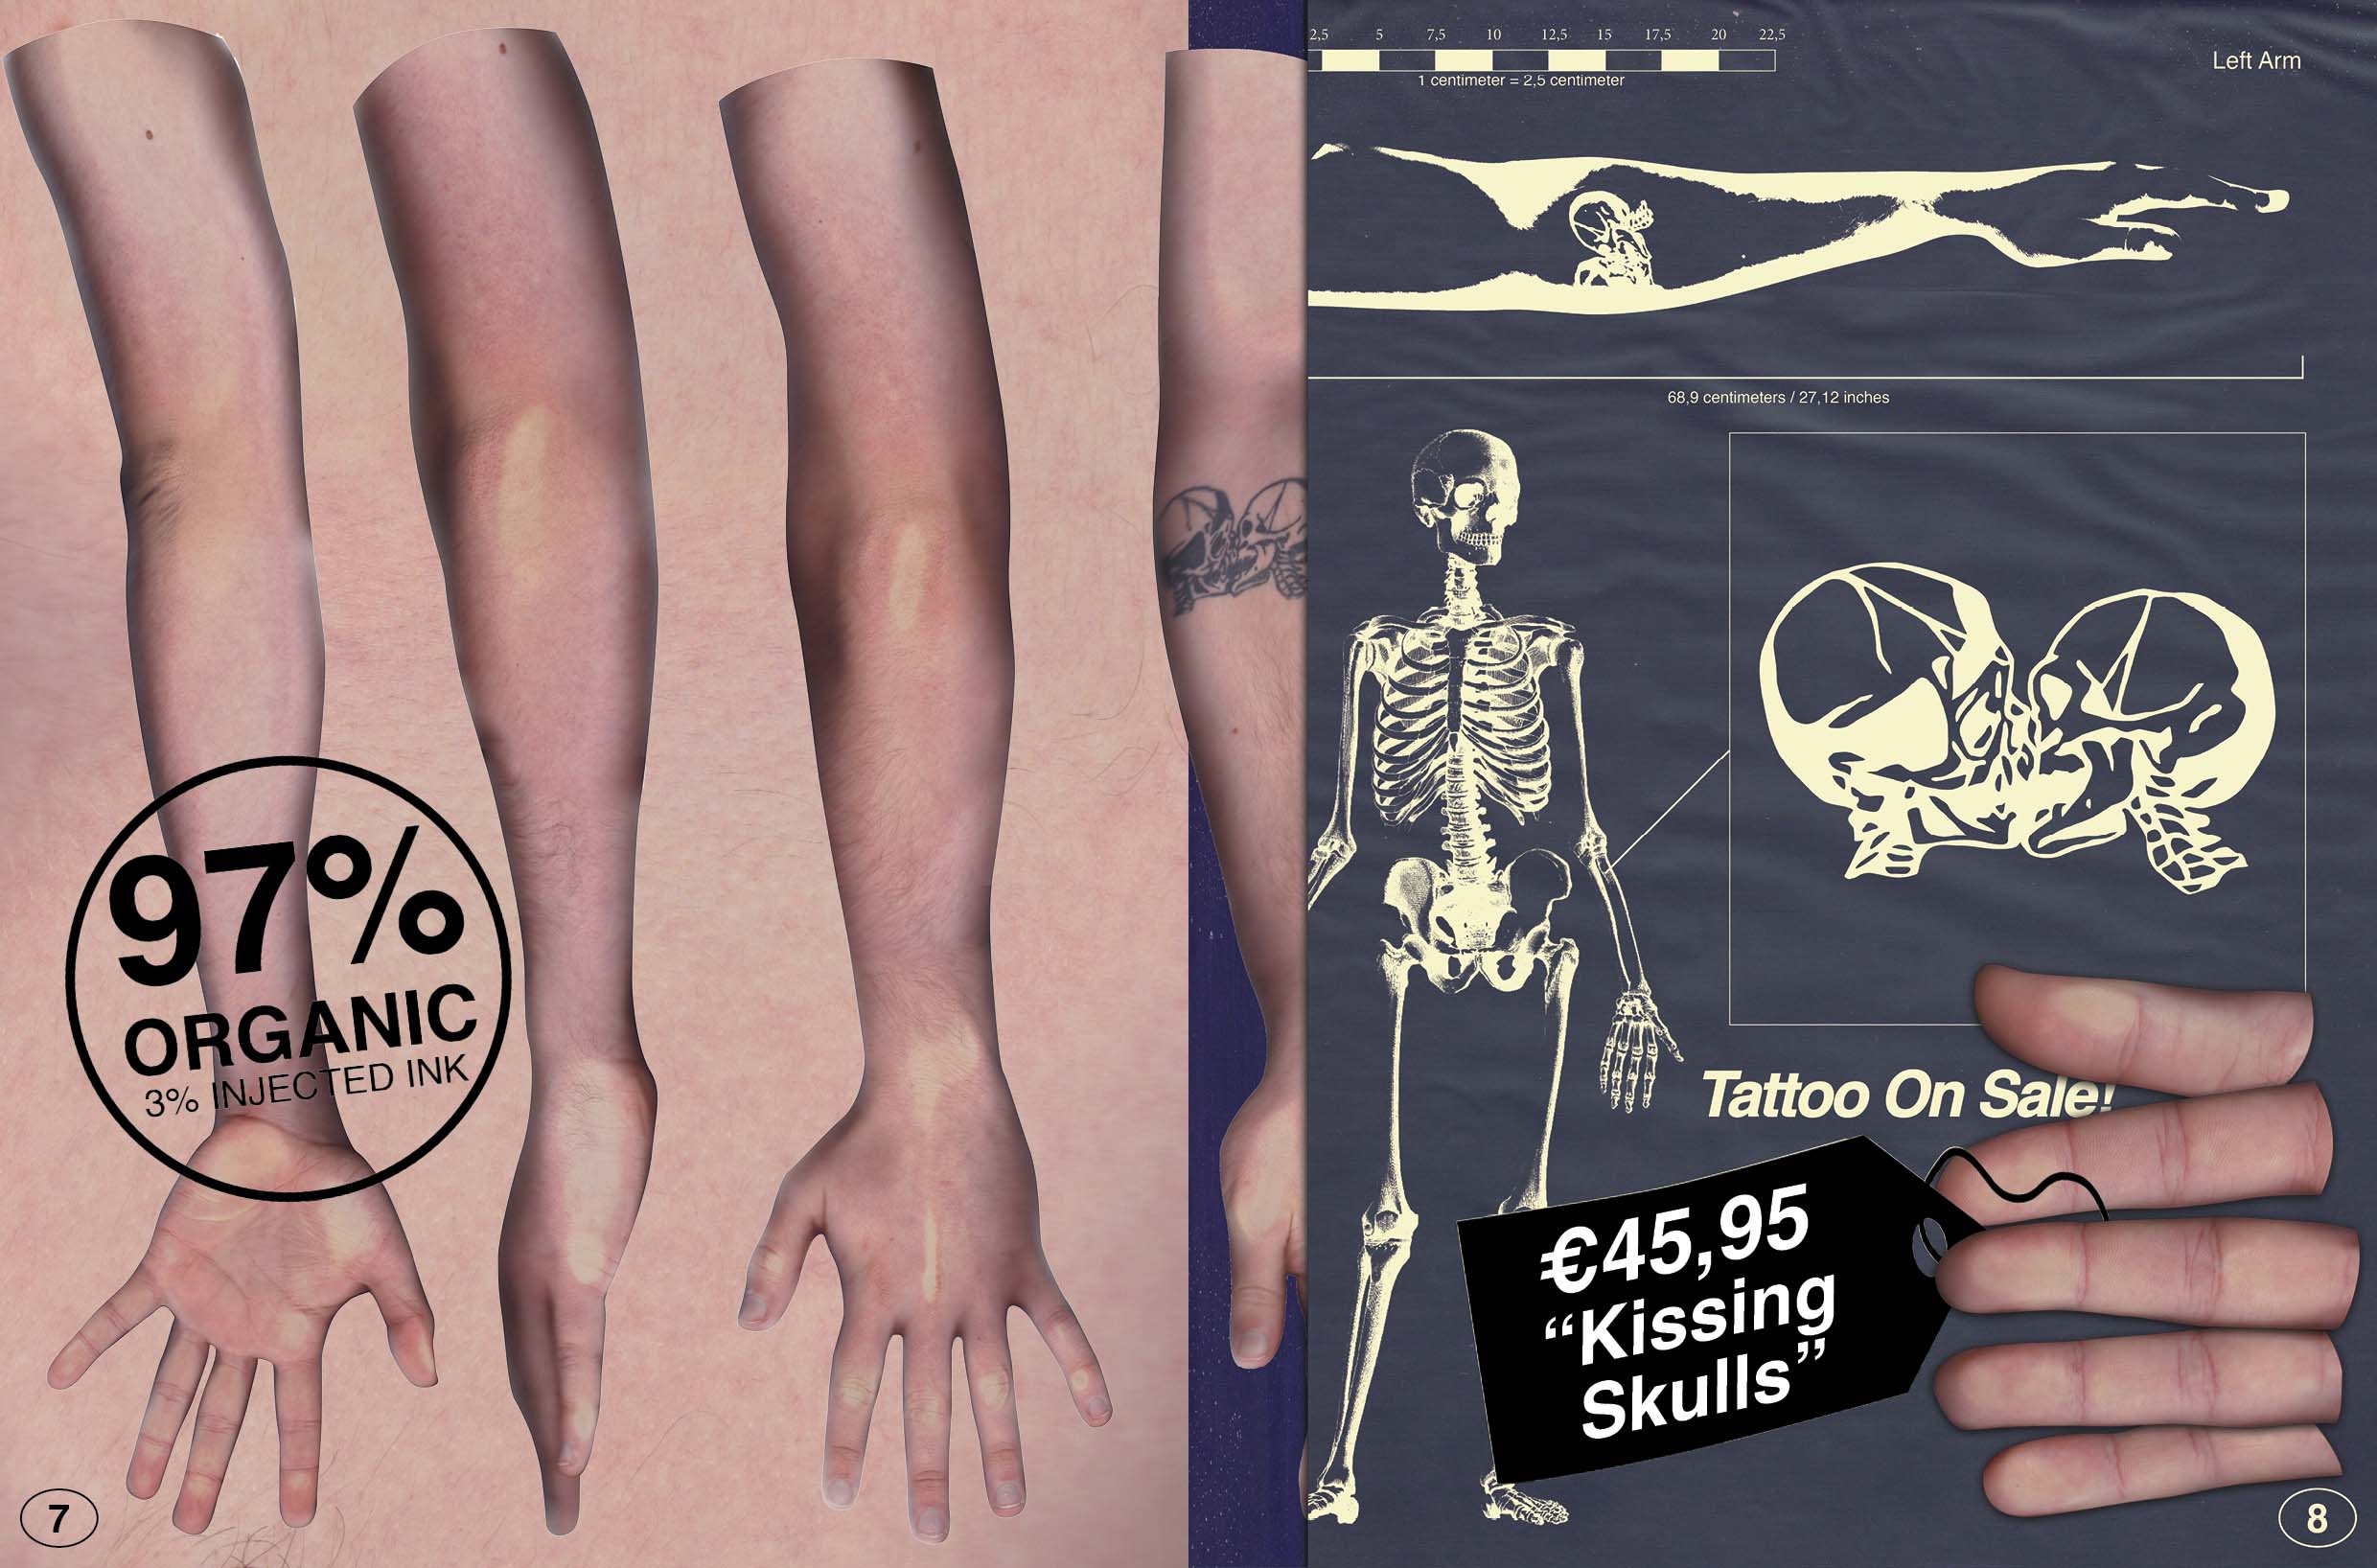 97%
ORGANIC
3% INJECTED INK
7
2,5 5 7,5 10 12,5 15 17,5 20 22,5
1 centimeter = 2,5 centimeter
Left Arm
68,9 centimeters / 27,12 inches
Tattoo On Sale!
€45,95
“Kissing
Skulls”
8